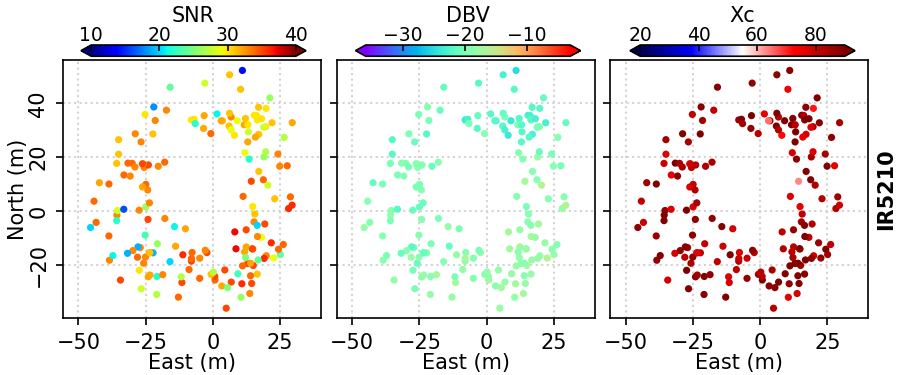 SNR DBV Xc
10 20 30 40 −30 −20 −10 20 40 60 80
40
20
0
−20
North (m)
IR5210
−50 −25 0 25 −50 −25 0 25 −50 −25 0 25
East (m) East (m) East (m)